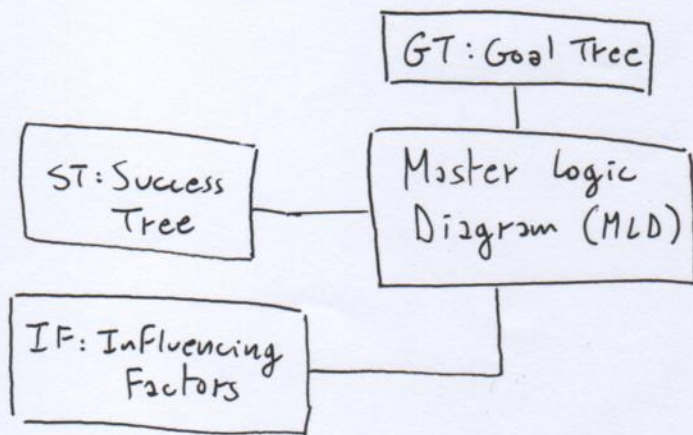 GT: Goal Tree
ST: Success
Tree
Master Logic
Diagram (MLD)
IF: Influencing
Factors